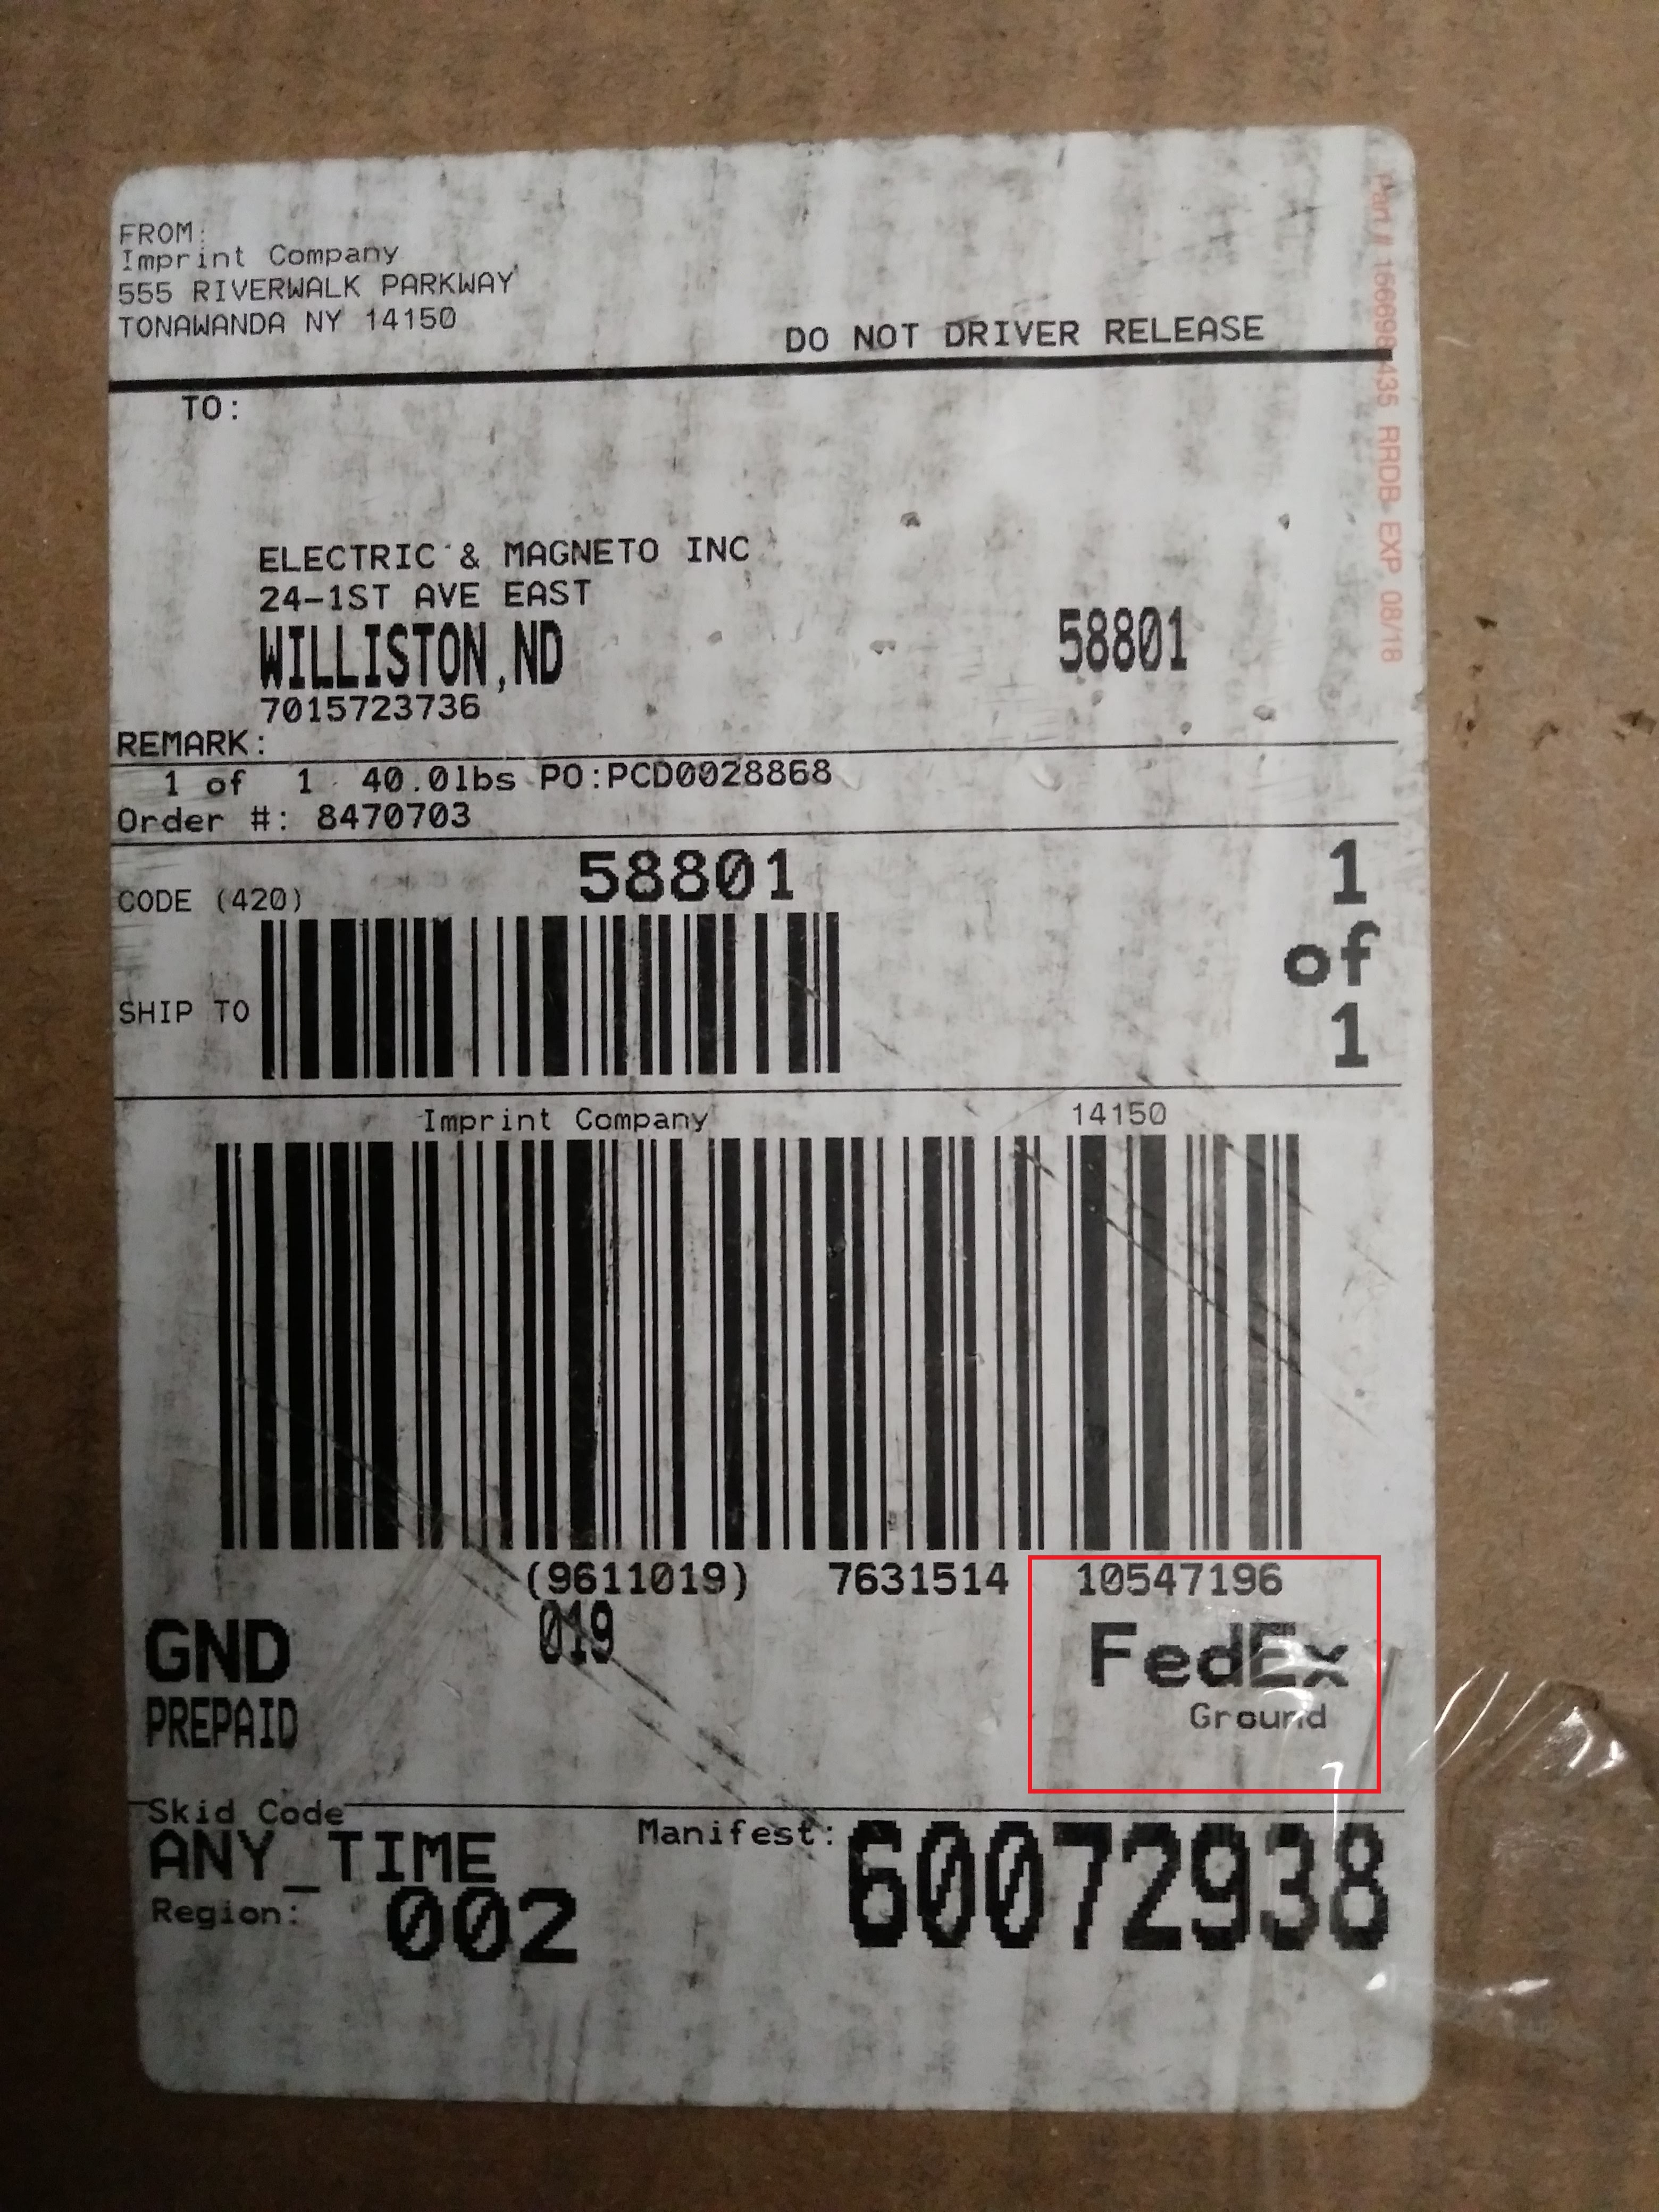 FROM:
Imprint Company
555 RIVERWALK PARKWAY
TONAWANDA NY 14150
DO NOT DRIVER RELEASE
TO:
ELECTRIC & MAGNETO INC
24-1ST AVE EAST
WILLISTON,ND 58801
7015723736
REMARK:
1 of 1 40.0lbs PO:PCD0028868
Order #: 8470703
CODE (420) 58801
SHIP TO
1
of
1
Imprint Company 14150
(9611019) 7631514 10547196
019
GND
PREPAID
FedEx
Ground
Skid Code
ANY TIME
Region: _ 002
Manifest: 60072938
Part # RRDB EXP 08/18